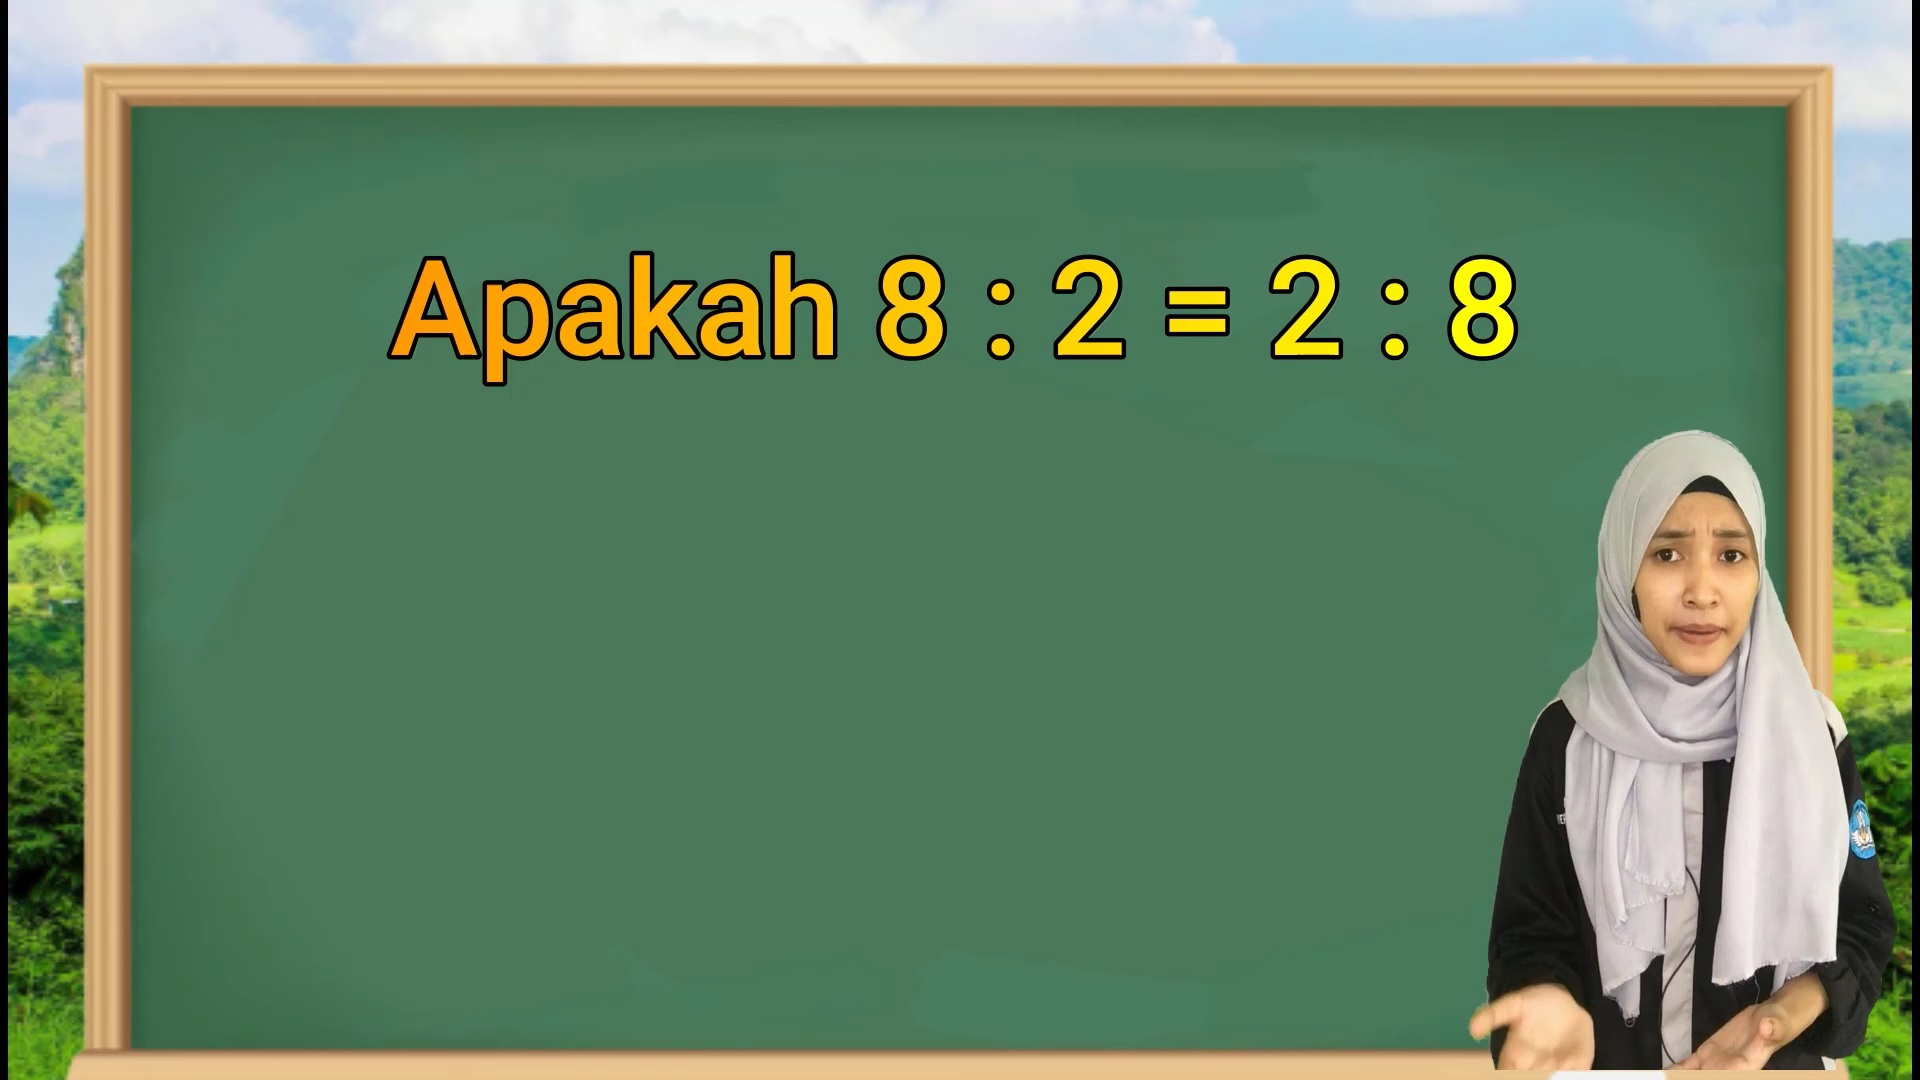 Apakah 8 : 2 = 2 : 8